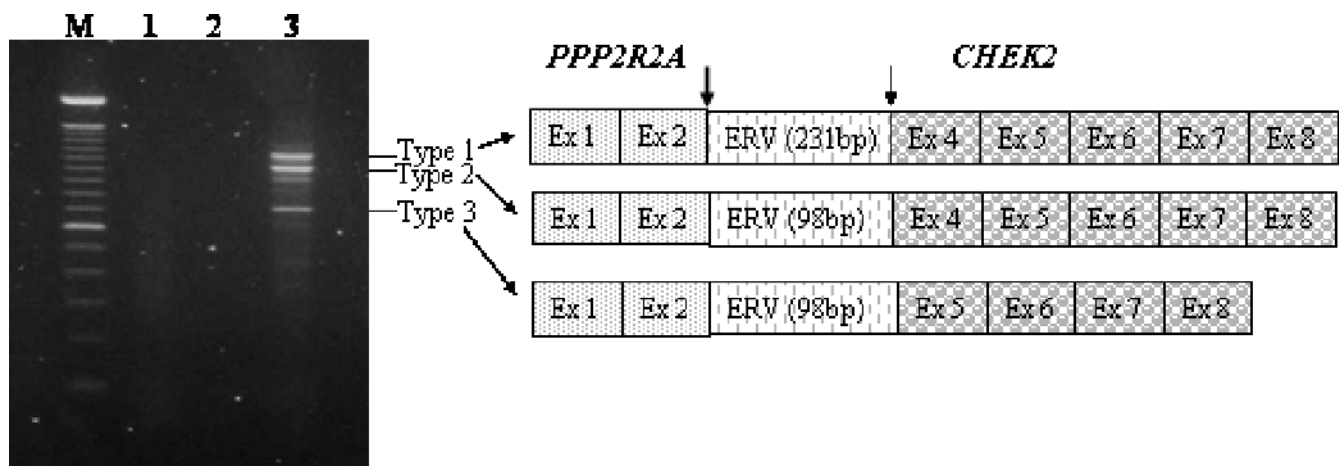 M 1 2 3
PPP2R2A CHEK2
Type 1
Type 2
Type 3
Ex 1 Ex 2 ERV (231bp) Ex 4 Ex 5 Ex 6 Ex 7 Ex 8
Ex 1 Ex 2 ERV (98bp) Ex 4 Ex 5 Ex 6 Ex 7 Ex 8
Ex 1 Ex 2 ERV (98bp) Ex 5 Ex 6 Ex 7 Ex 8